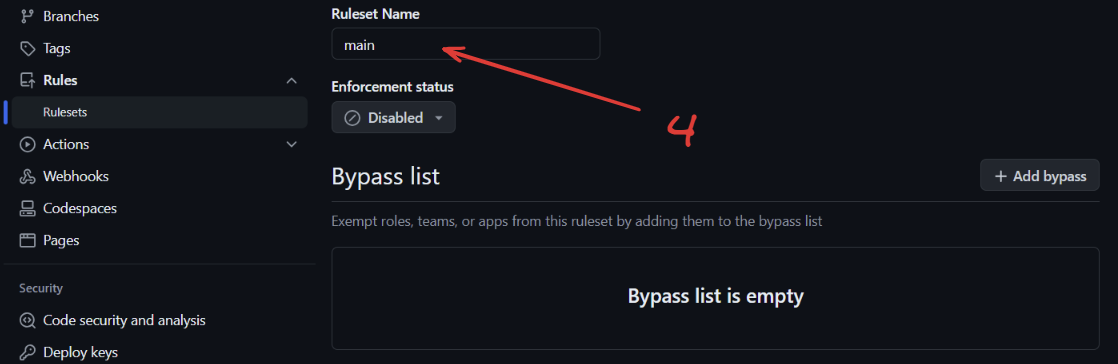 Branches
Tags
Rules
Rulesets
Actions
Webhooks
Codespaces
Pages
Security
Code security and analysis
Deploy keys
Ruleset Name
main
4
Enforcement status
Disabled
Bypass list
+ Add bypass
Exempt roles, teams, or apps from this ruleset by adding them to the bypass list
Bypass list is empty